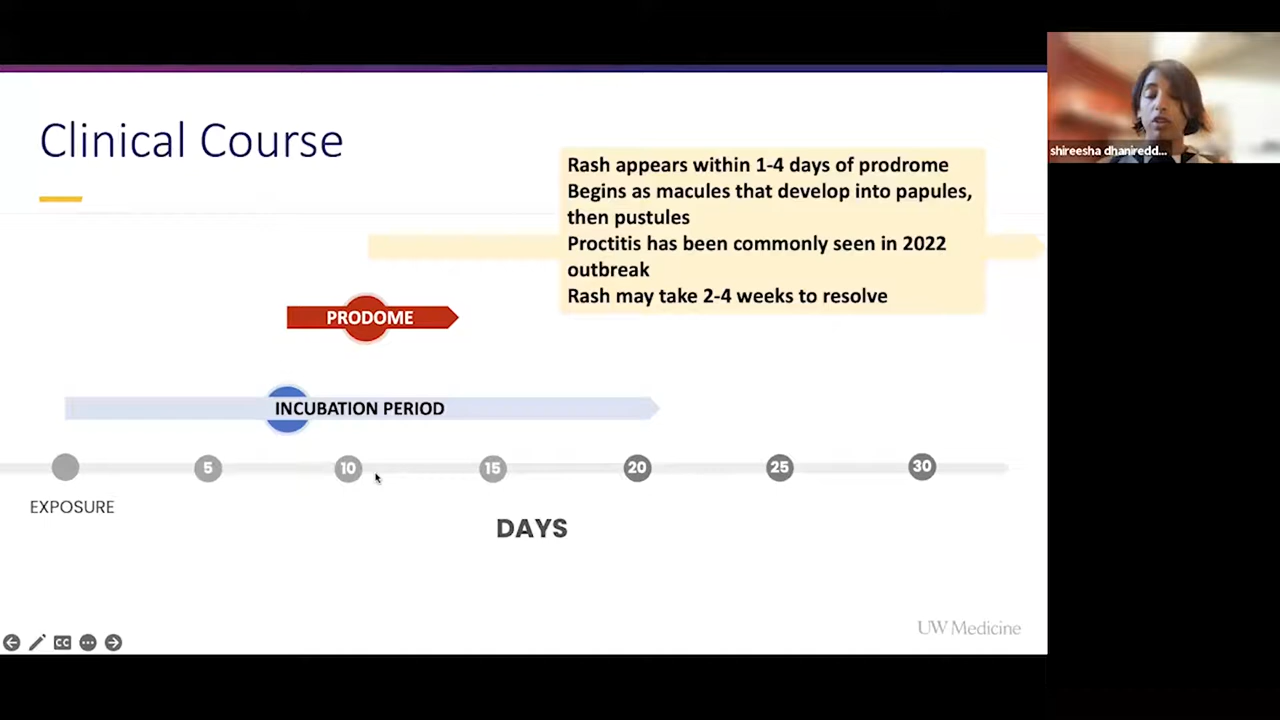 Clinical Course
Rash appears within 1-4 days of prodrome
Begins as macules that develop into papules,
then pustules
Proctitis has been commonly seen in 2022
outbreak
Rash may take 2-4 weeks to resolve
PRODOME
INCUBATION PERIOD
5 10 15 20 25 30
EXPOSURE
DAYS
CC
UW Medicine
shireesha dhaniredd...